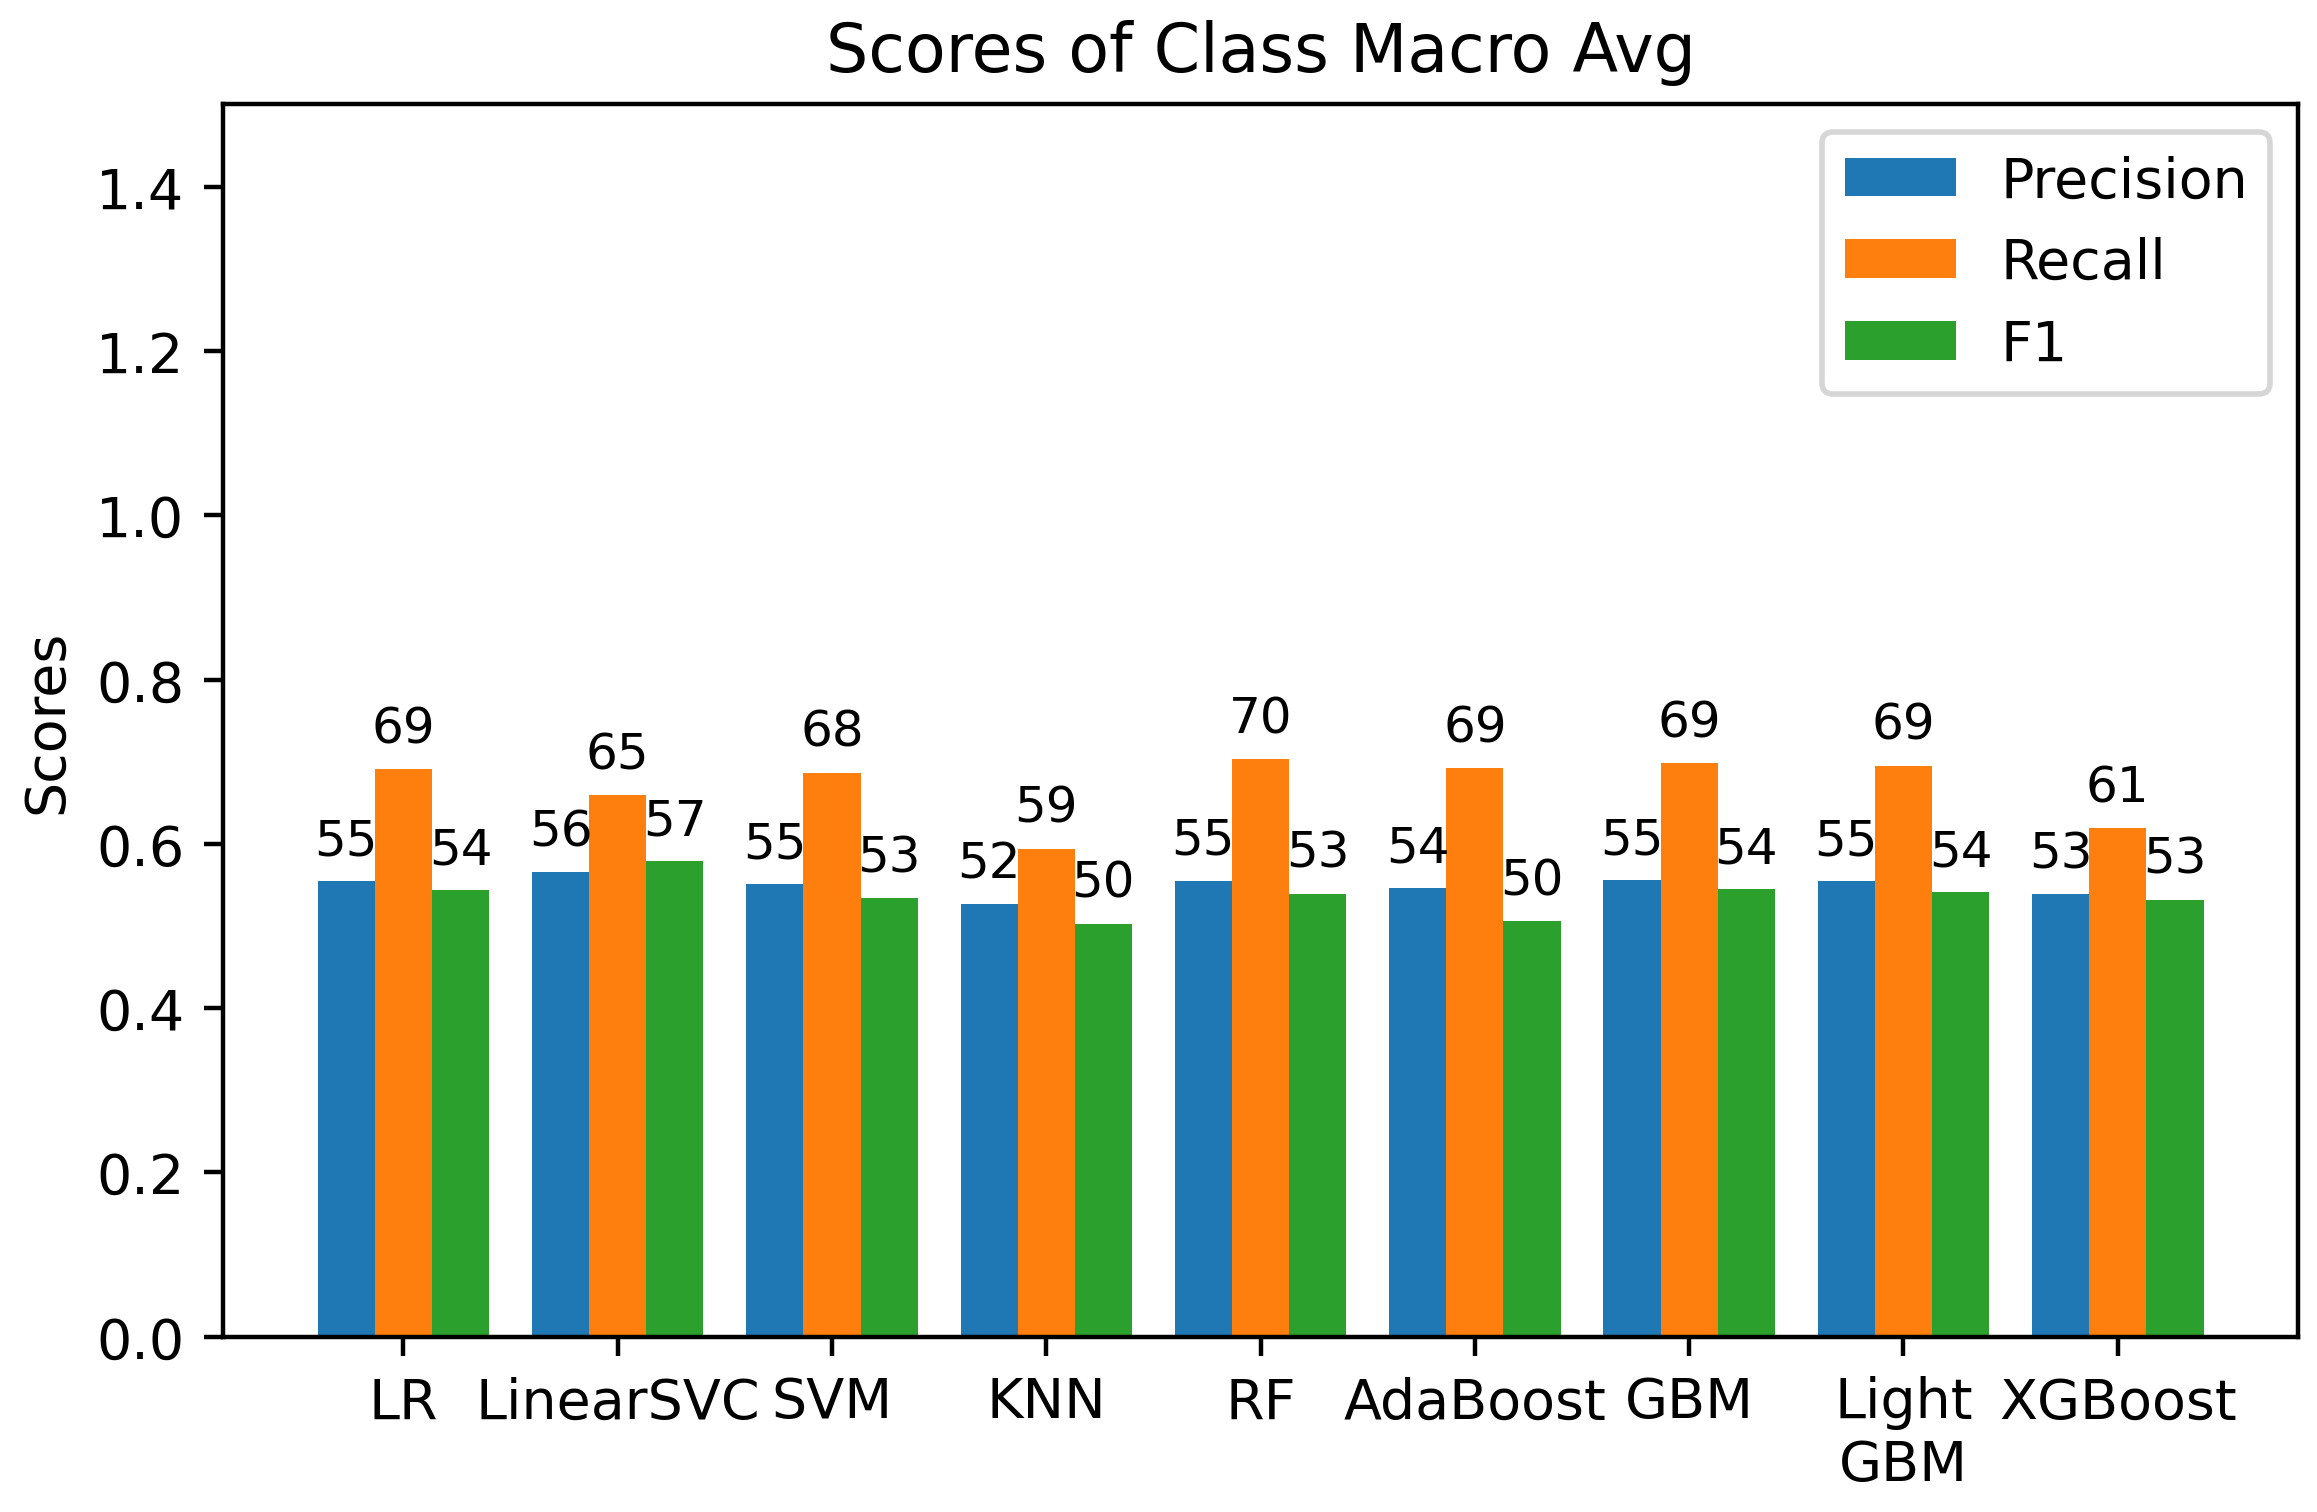 Scores of Class Macro Avg
Precision
Recall
F1
1.4
1.2
1.0
0.8
0.6
0.4
0.2
0.0
Scores
55 69 54
56 65 57
55 68 53
52 59 50
55 70 53
54 69 50
55 69 54
55 69 54
53 61 53
LR
LinearSVC
SVM
KNN
RF
AdaBoost
GBM
Light
GBM
XGBoost